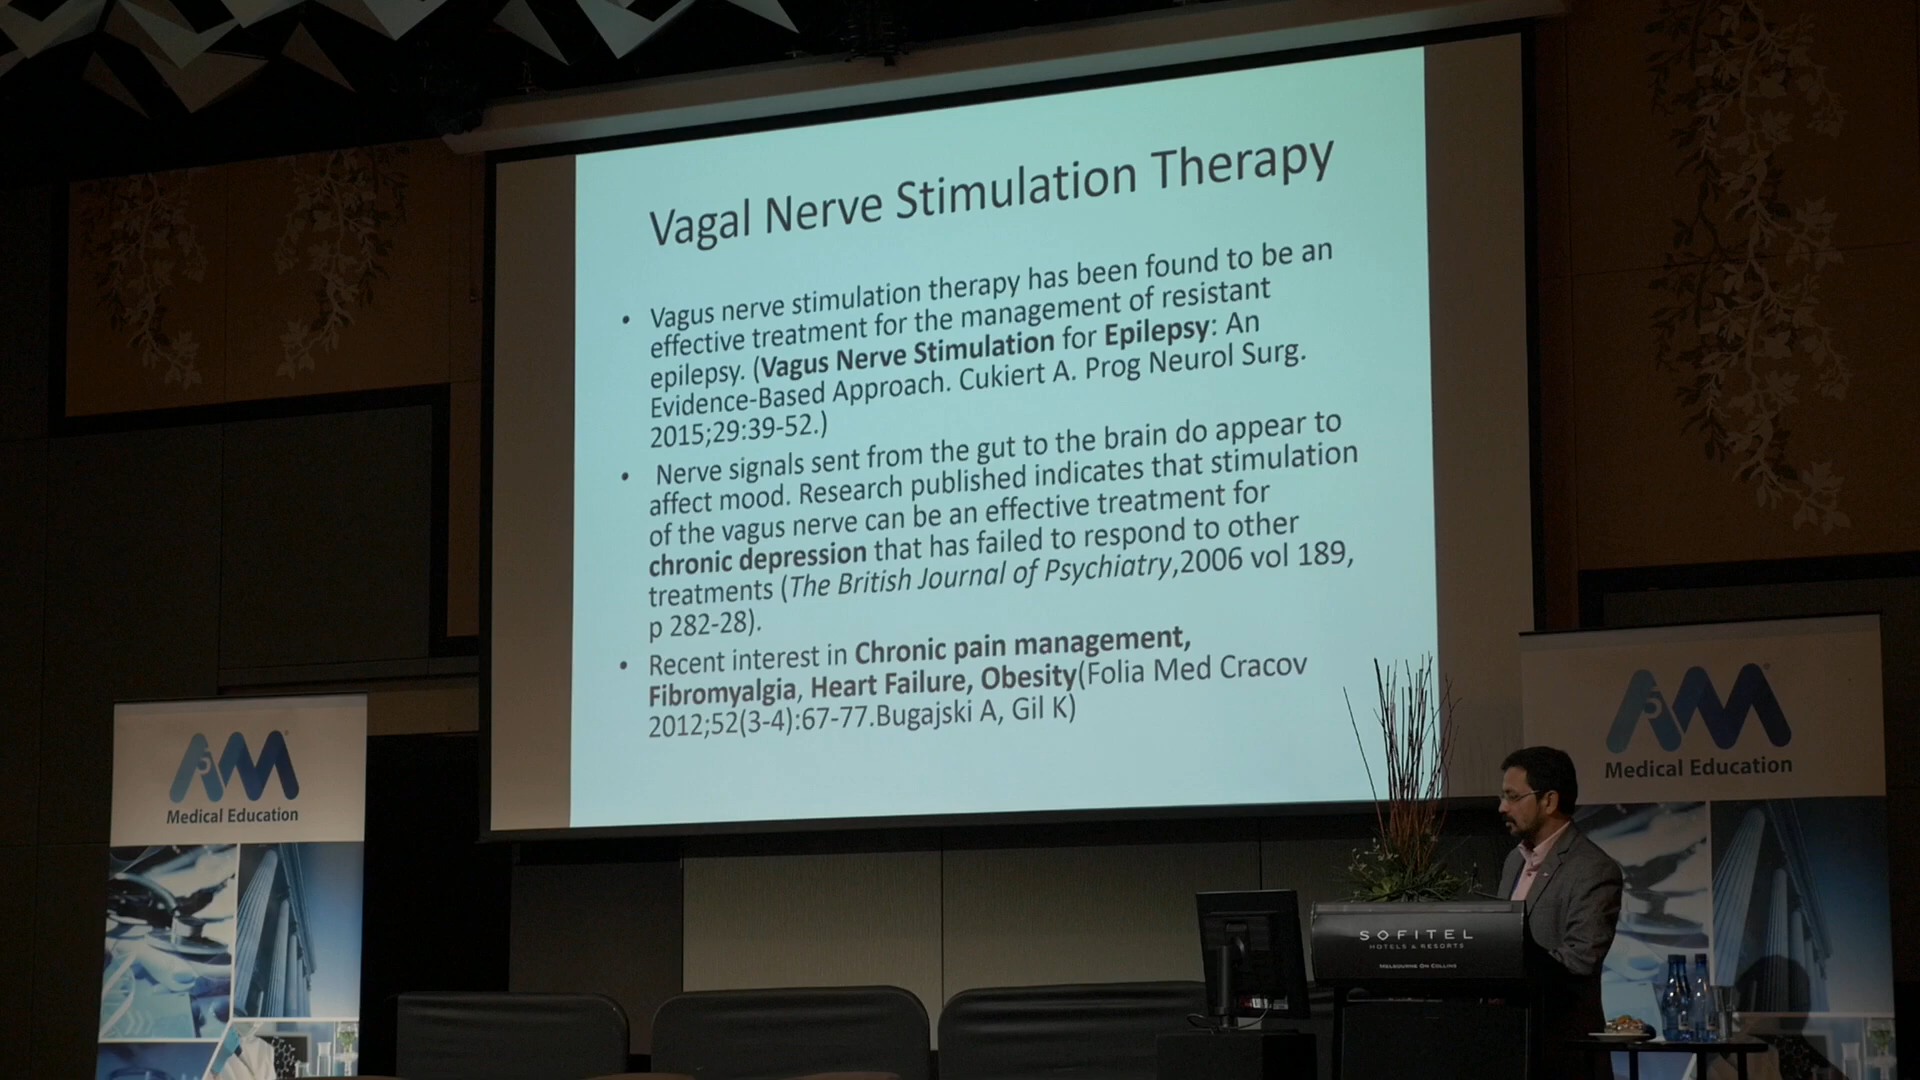 Vagal Nerve Stimulation Therapy
• Vagus nerve stimulation therapy has been found to be an
effective treatment for the management of resistant
epilepsy. (Vagus Nerve Stimulation for Epilepsy: An
Evidence-Based Approach. Cukiert A. Prog Neurol Surg.
2015;29:39-52.)
• Nerve signals sent from the gut to the brain do appear to
affect mood. Research published indicates that stimulation
of the vagus nerve can be an effective treatment for
chronic depression that has failed to respond to other
treatments (The British Journal of Psychiatry,2006 vol 189,
p 282-28).
• Recent interest in Chronic pain management,
Fibromyalgia, Heart Failure, Obesity(Folia Med Cracov
2012;52(3-4):67-77.Bugajski A, Gil K)
A5M
Medical Education
A5M
Medical Education
SOFITEL
HOTELS & RESORTS
MELBOURNE ON COLLINS